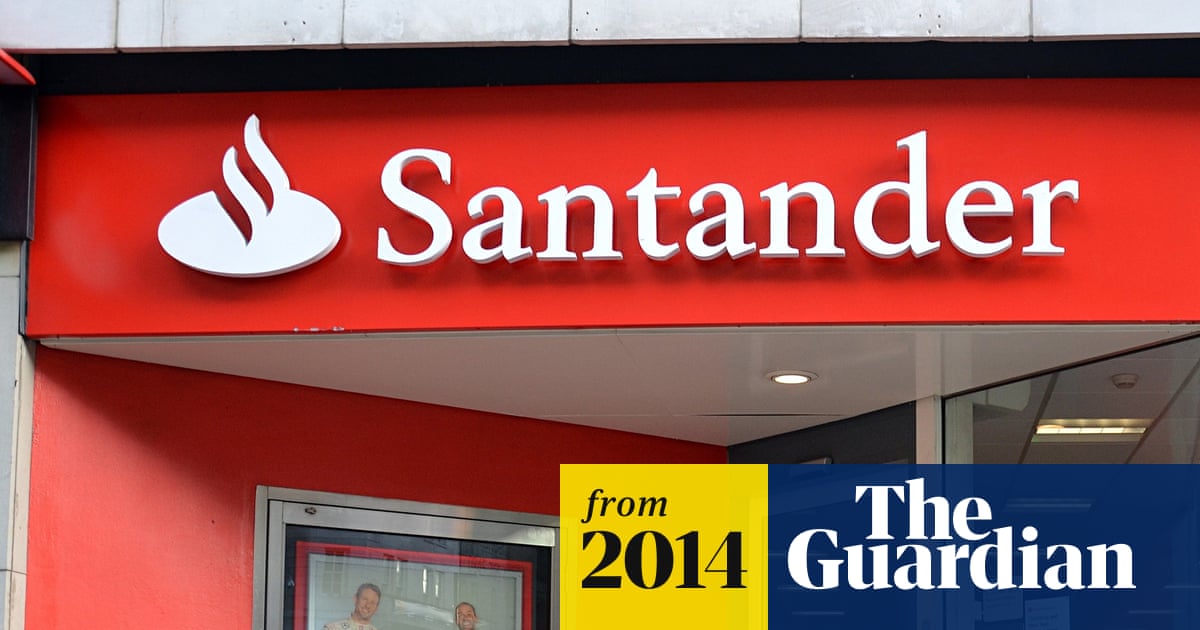 Santander
from
2014
The
Guardian